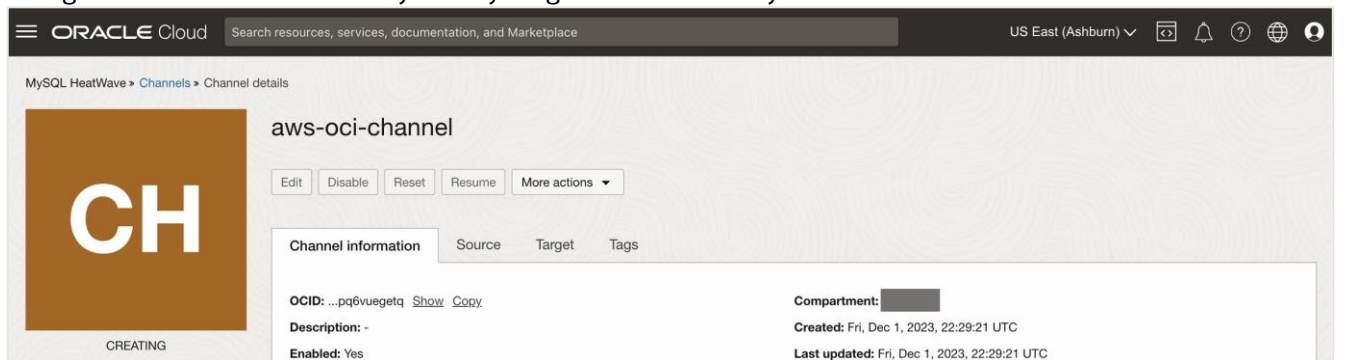 ORACLE Cloud
Search resources, services, documentation, and Marketplace
US East (Ashburn)
MySQL HeatWave » Channels » Channel details
CH
CREATING
aws-oci-channel
Edit Disable Reset Resume More actions
Channel information Source Target Tags
OCID: ...pq6vuegetq Show Copy
Description: -
Enabled: Yes
Compartment:
Created: Fri, Dec 1, 2023, 22:29:21 UTC
Last updated: Fri, Dec 1, 2023, 22:29:21 UTC